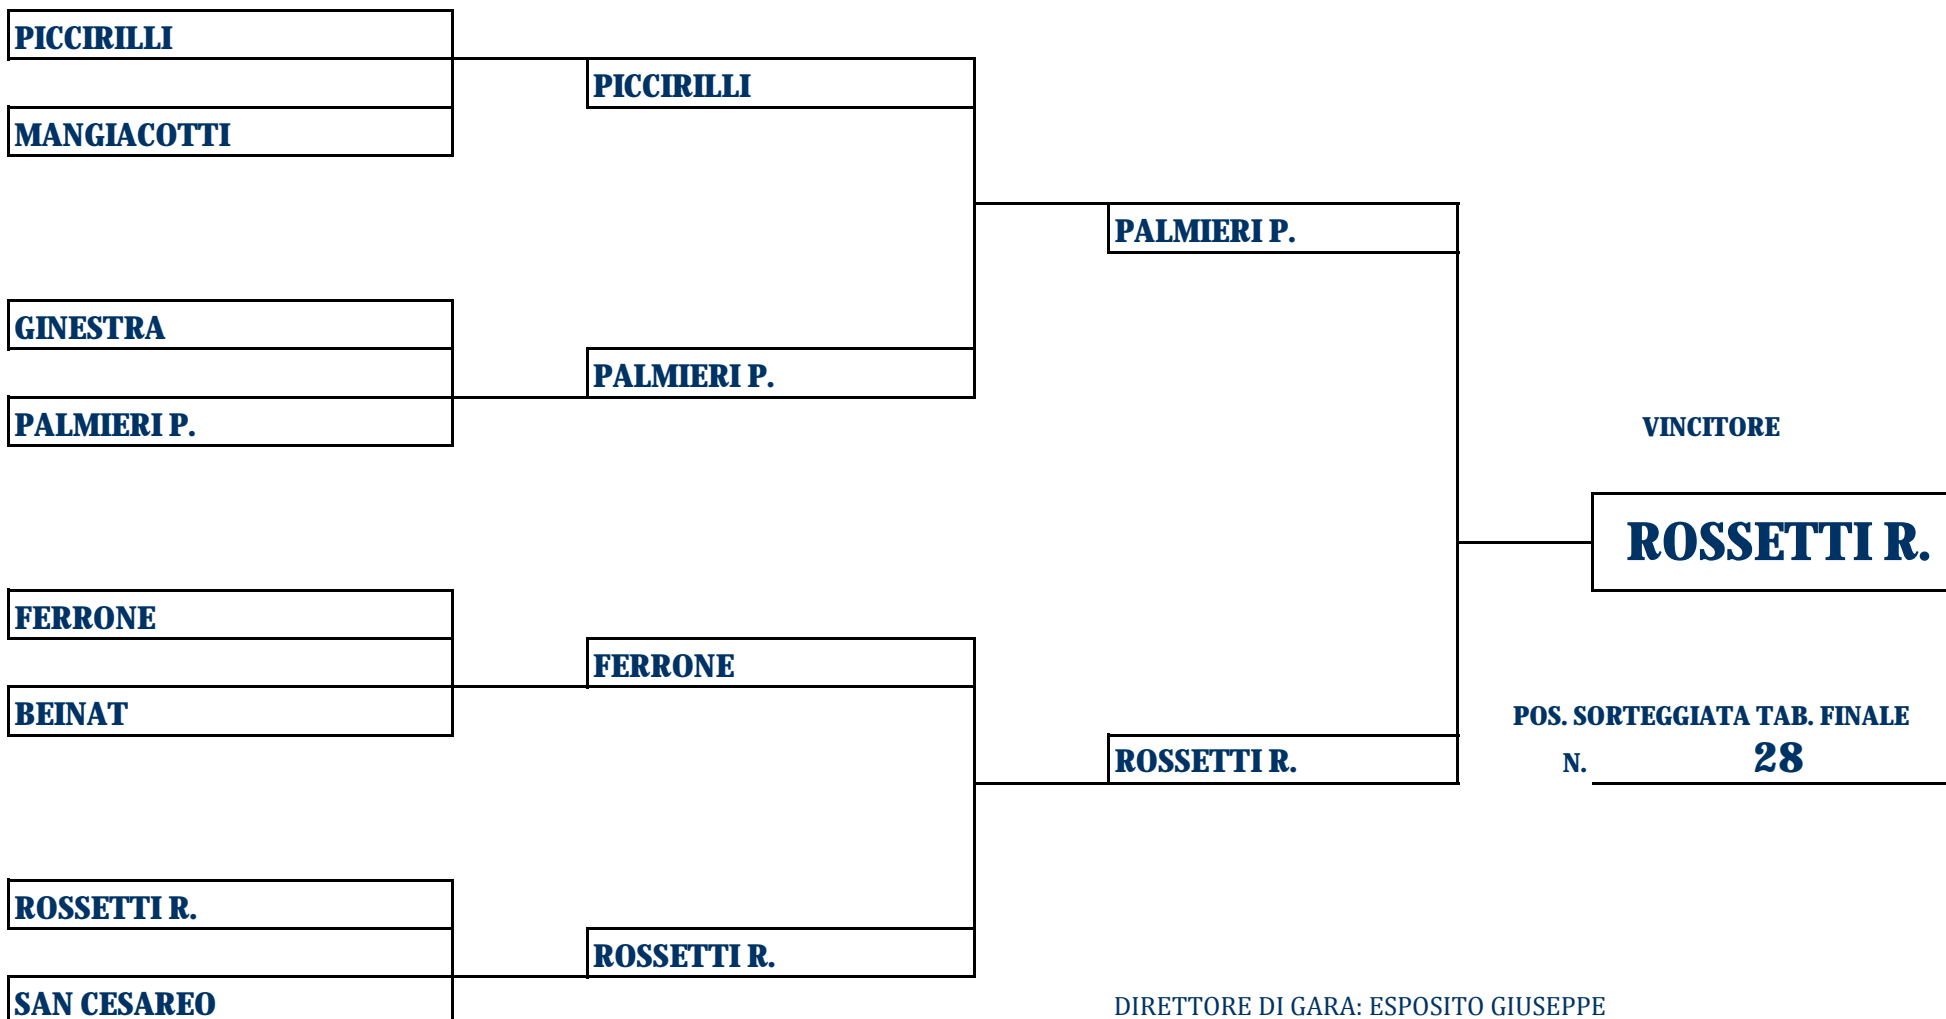 PICCIRILLI
PICCIRILLI
MANGIACOTTI
PALMIERI P.
GINESTRA
PALMIERI P.
PALMIERI P.
VINCITORE
ROSSETTI R.
FERRONE
FERRONE
BEINAT
POS. SORTEGGIATA TAB. FINALE
ROSSETTI R.
N. 28
ROSSETTI R.
ROSSETTI R.
SAN CESAREO
DIRETTORE DI GARA: ESPOSITO GIUSEPPE